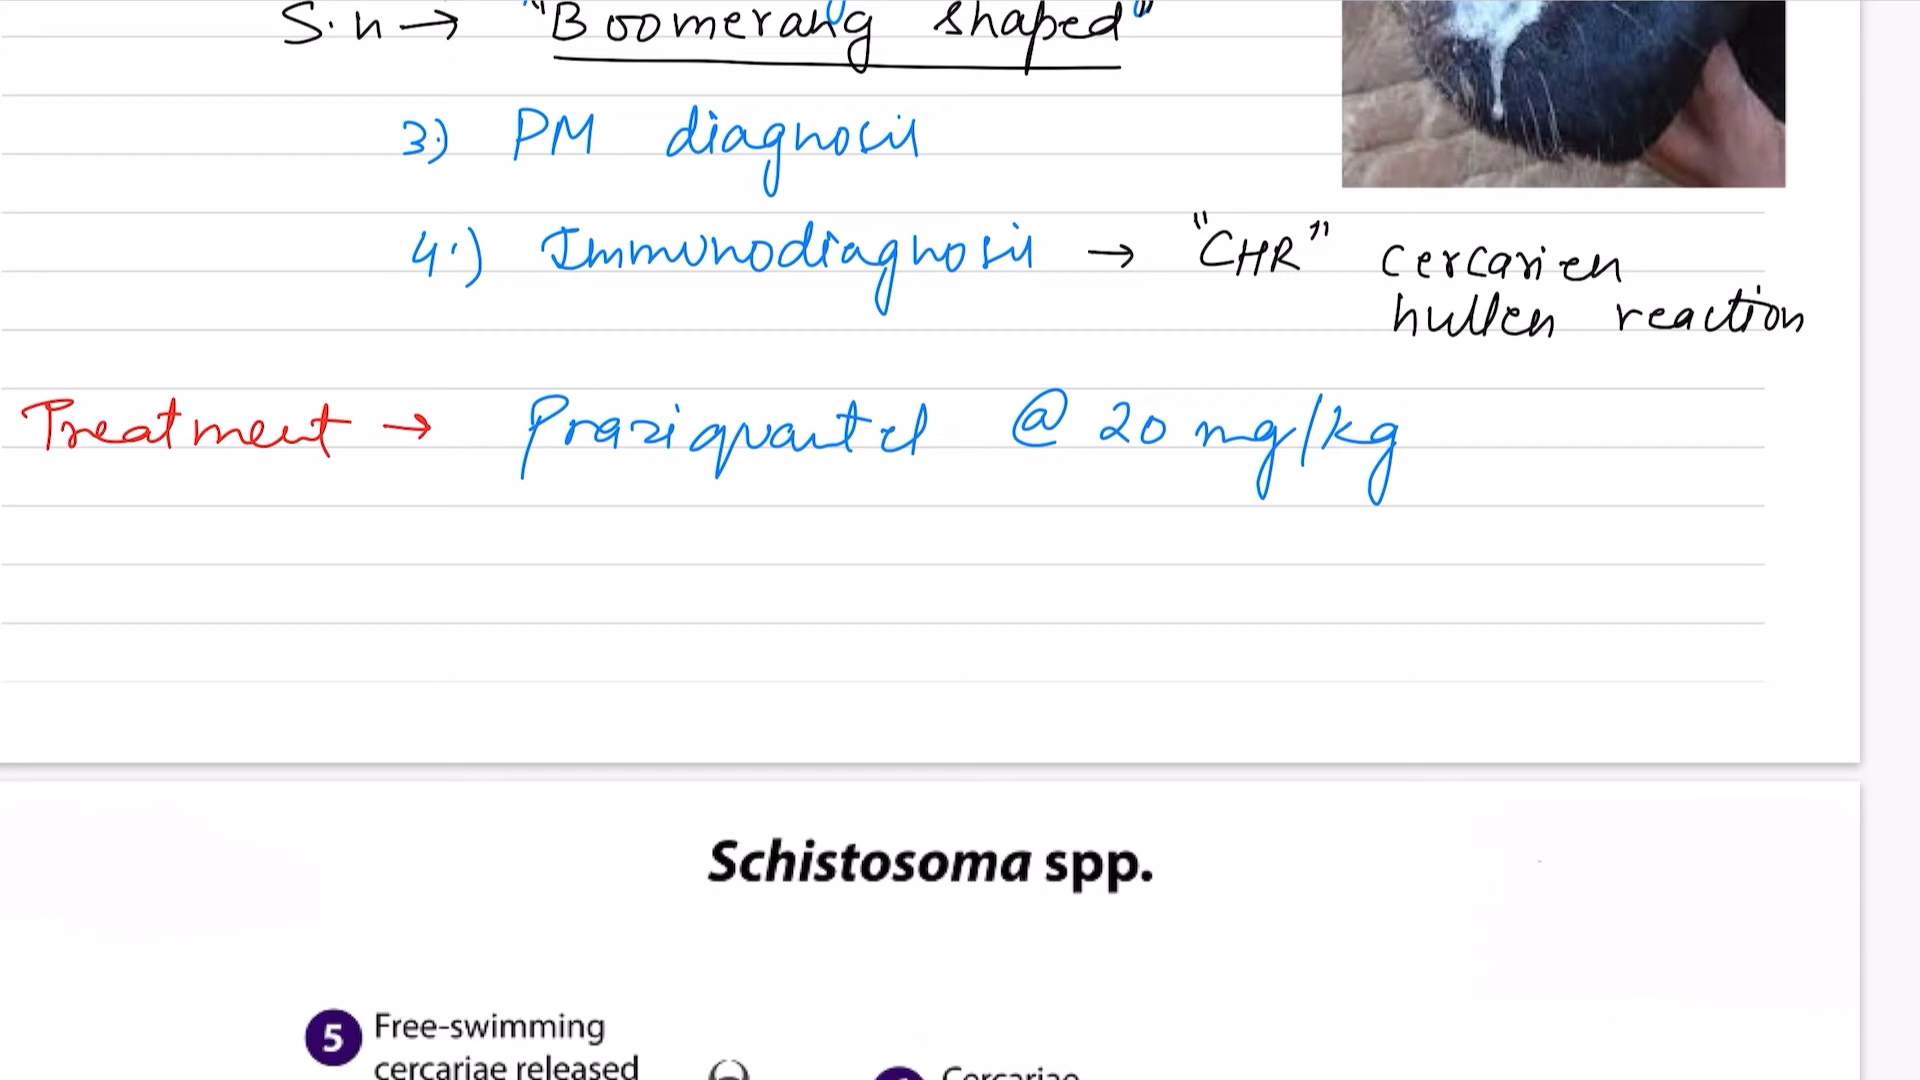 S.n → "Boomerang shaped"
3) PM diagnosis
4.) Immunodiagnosis → "CHR" cercarien
hullen reaction
Treatment → Praziquantel @ 20 mg/kg
Schistosoma spp.
5 Free-swimming
cercariae released
Cercariae